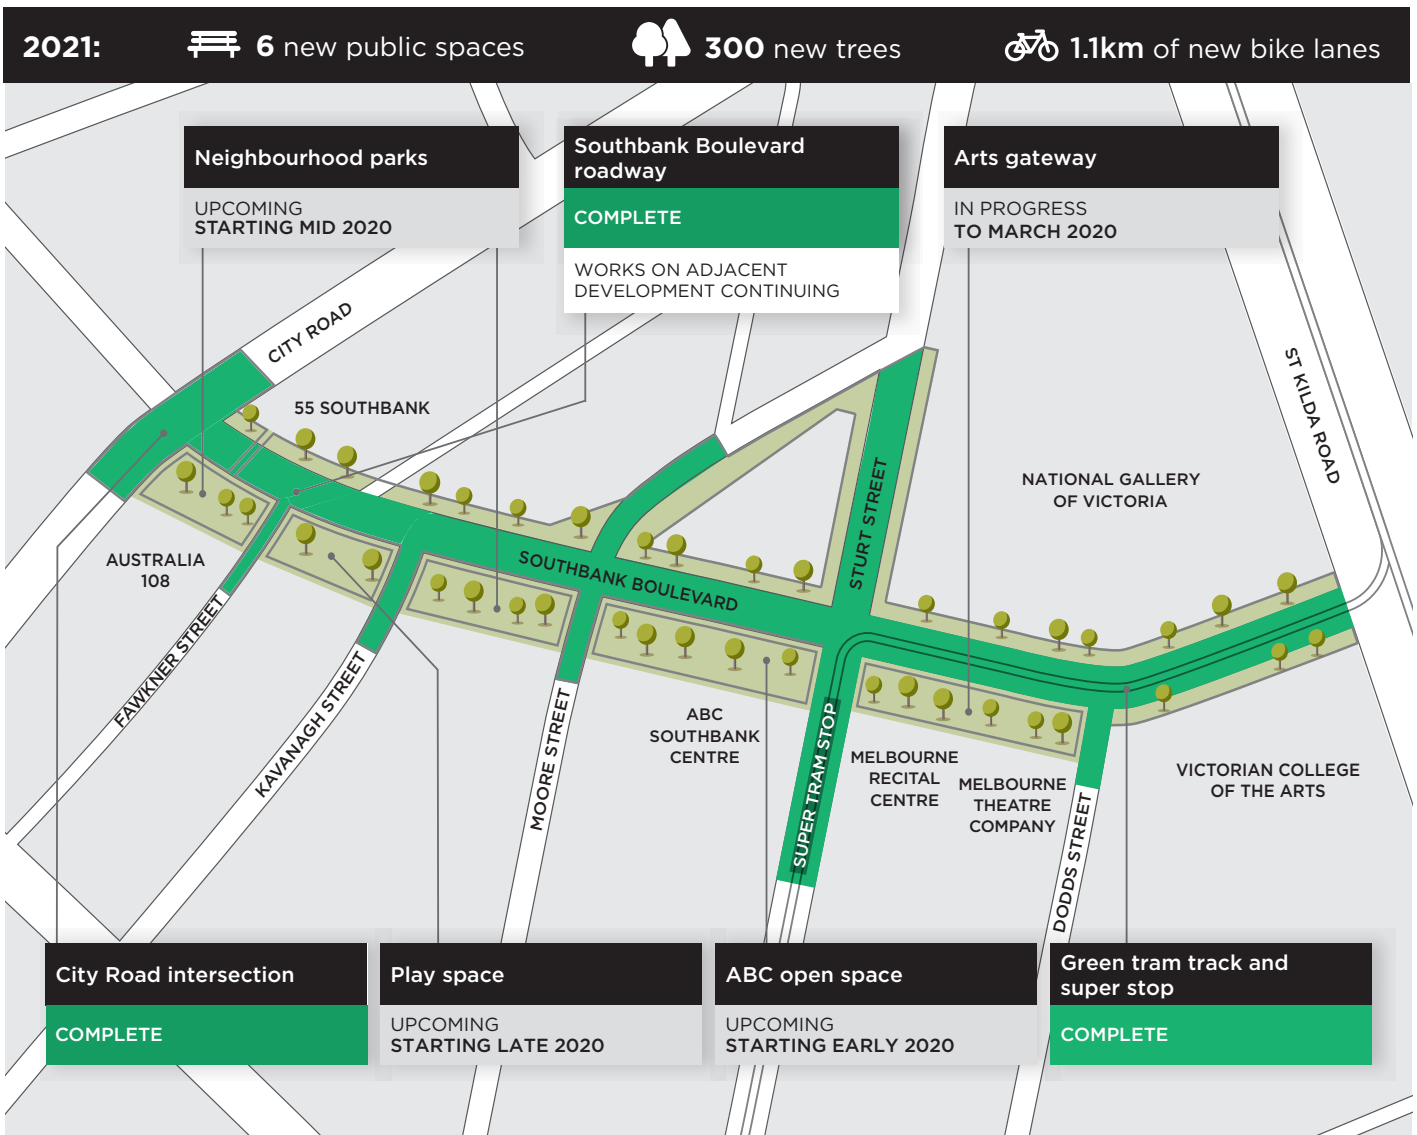 2021:
6 new public spaces
300 new trees
1.1km of new bike lanes
Neighbourhood parks
UPCOMING
STARTING MID 2020
Southbank Boulevard
roadway
COMPLETE
WORKS ON ADJACENT
DEVELOPMENT CONTINUING
Arts gateway
IN PROGRESS
TO MARCH 2020
CITY ROAD
55 SOUTHBANK
ST KILDA ROAD
NATIONAL GALLERY
OF VICTORIA
STURT STREET
SOUTHBANK BOULEVARD
AUSTRALIA
108
FAWKNER STREET
KAVANAGH STREET
MOORE STREET
ABC
SOUTHBANK
CENTRE
SUPER TRAM STOP
MELBOURNE
RECITAL
CENTRE
MELBOURNE
THEATRE
COMPANY
DODDS STREET
VICTORIAN COLLEGE
OF THE ARTS
City Road intersection
COMPLETE
Play space
UPCOMING
STARTING LATE 2020
ABC open space
UPCOMING
STARTING EARLY 2020
Green tram track and
super stop
COMPLETE